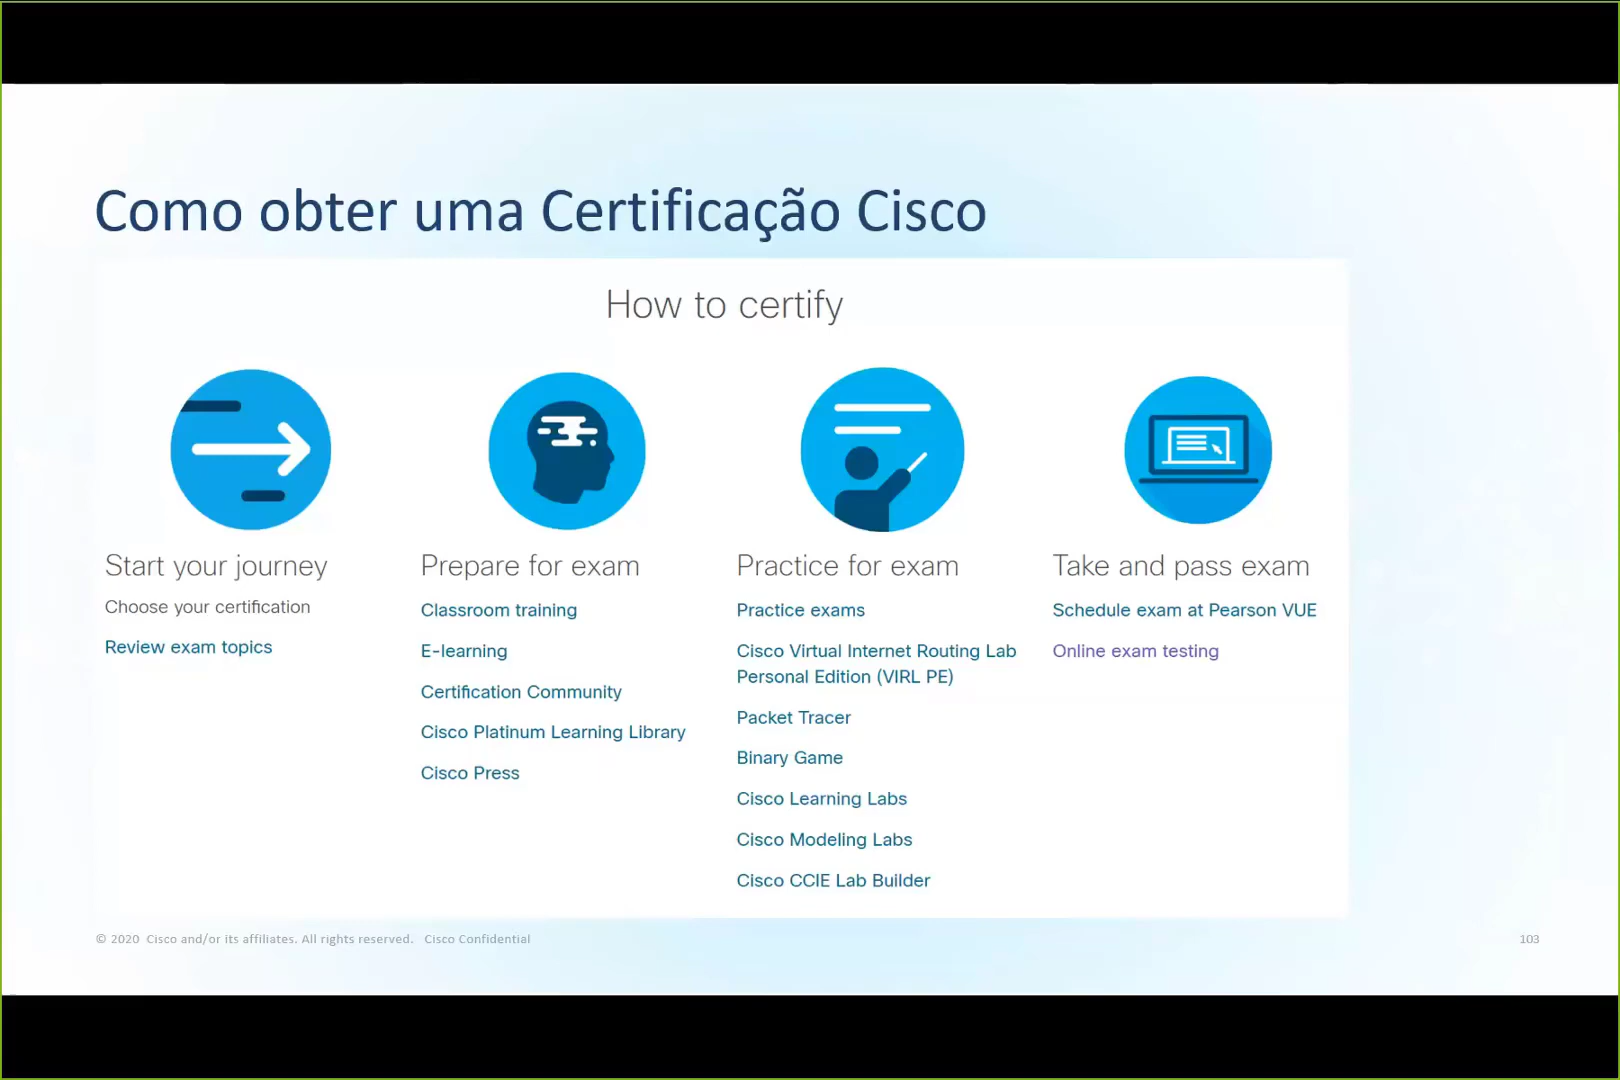 Como obter uma Certificação Cisco
How to certify
Start your journey
Choose your certification
Review exam topics
Prepare for exam
Classroom training
E-learning
Certification Community
Cisco Platinum Learning Library
Cisco Press
Practice for exam
Practice exams
Cisco Virtual Internet Routing Lab
Personal Edition (VIRL PE)
Packet Tracer
Binary Game
Cisco Learning Labs
Cisco Modeling Labs
Cisco CCIE Lab Builder
Take and pass exam
Schedule exam at Pearson VUE
Online exam testing
© 2020 Cisco and/or its affiliates. All rights reserved. Cisco Confidential
103